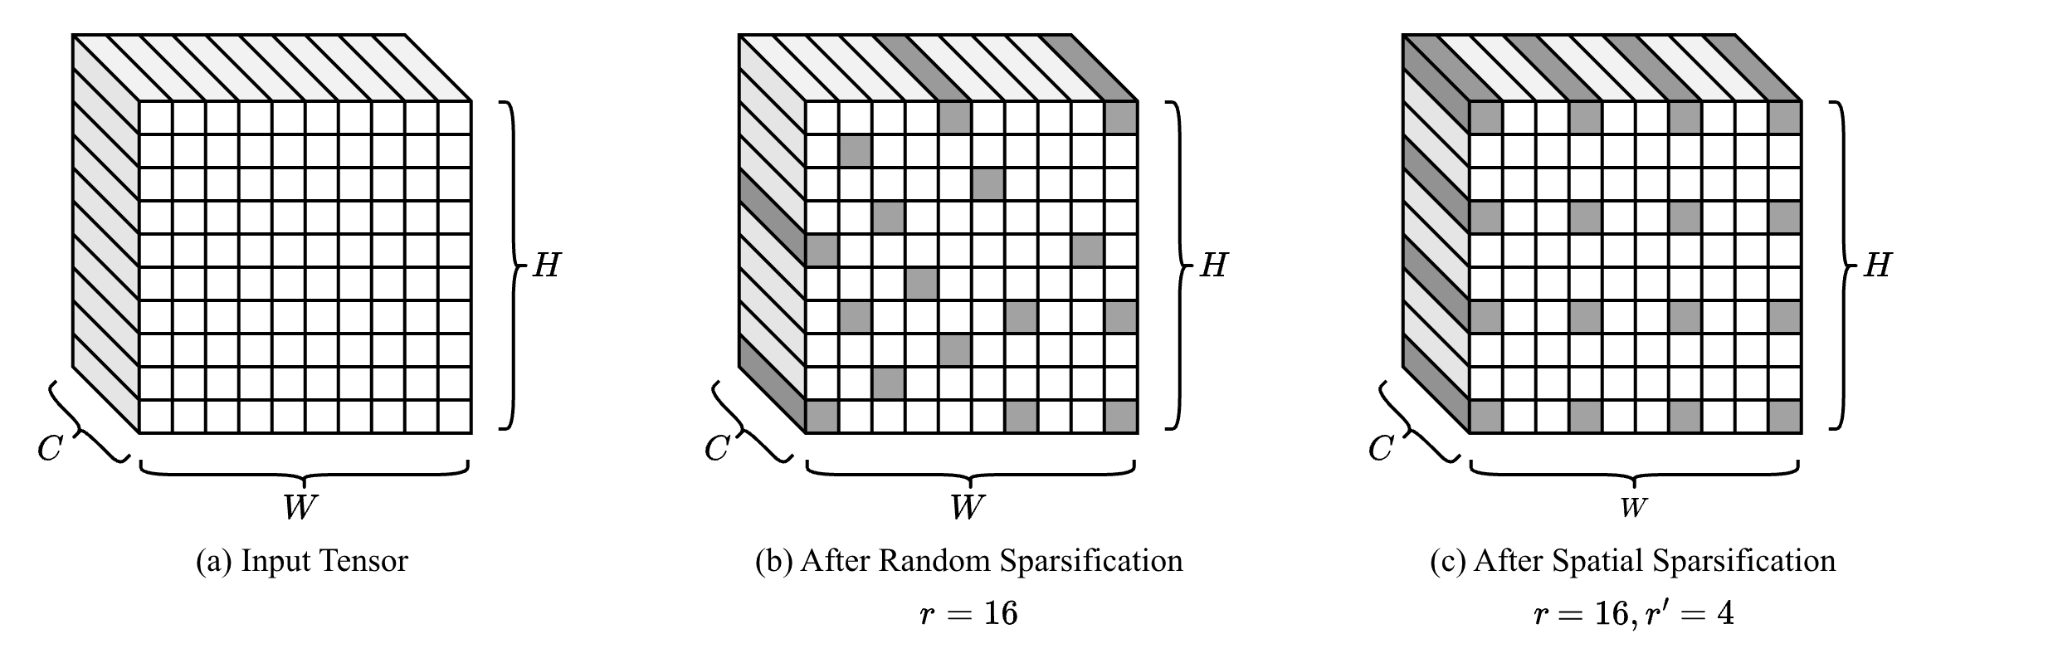 H
C
W
(a) Input Tensor
H
C
W
(b) After Random Sparsification
r = 16
H
C
W
(c) After Spatial Sparsification
r = 16, r′ = 4